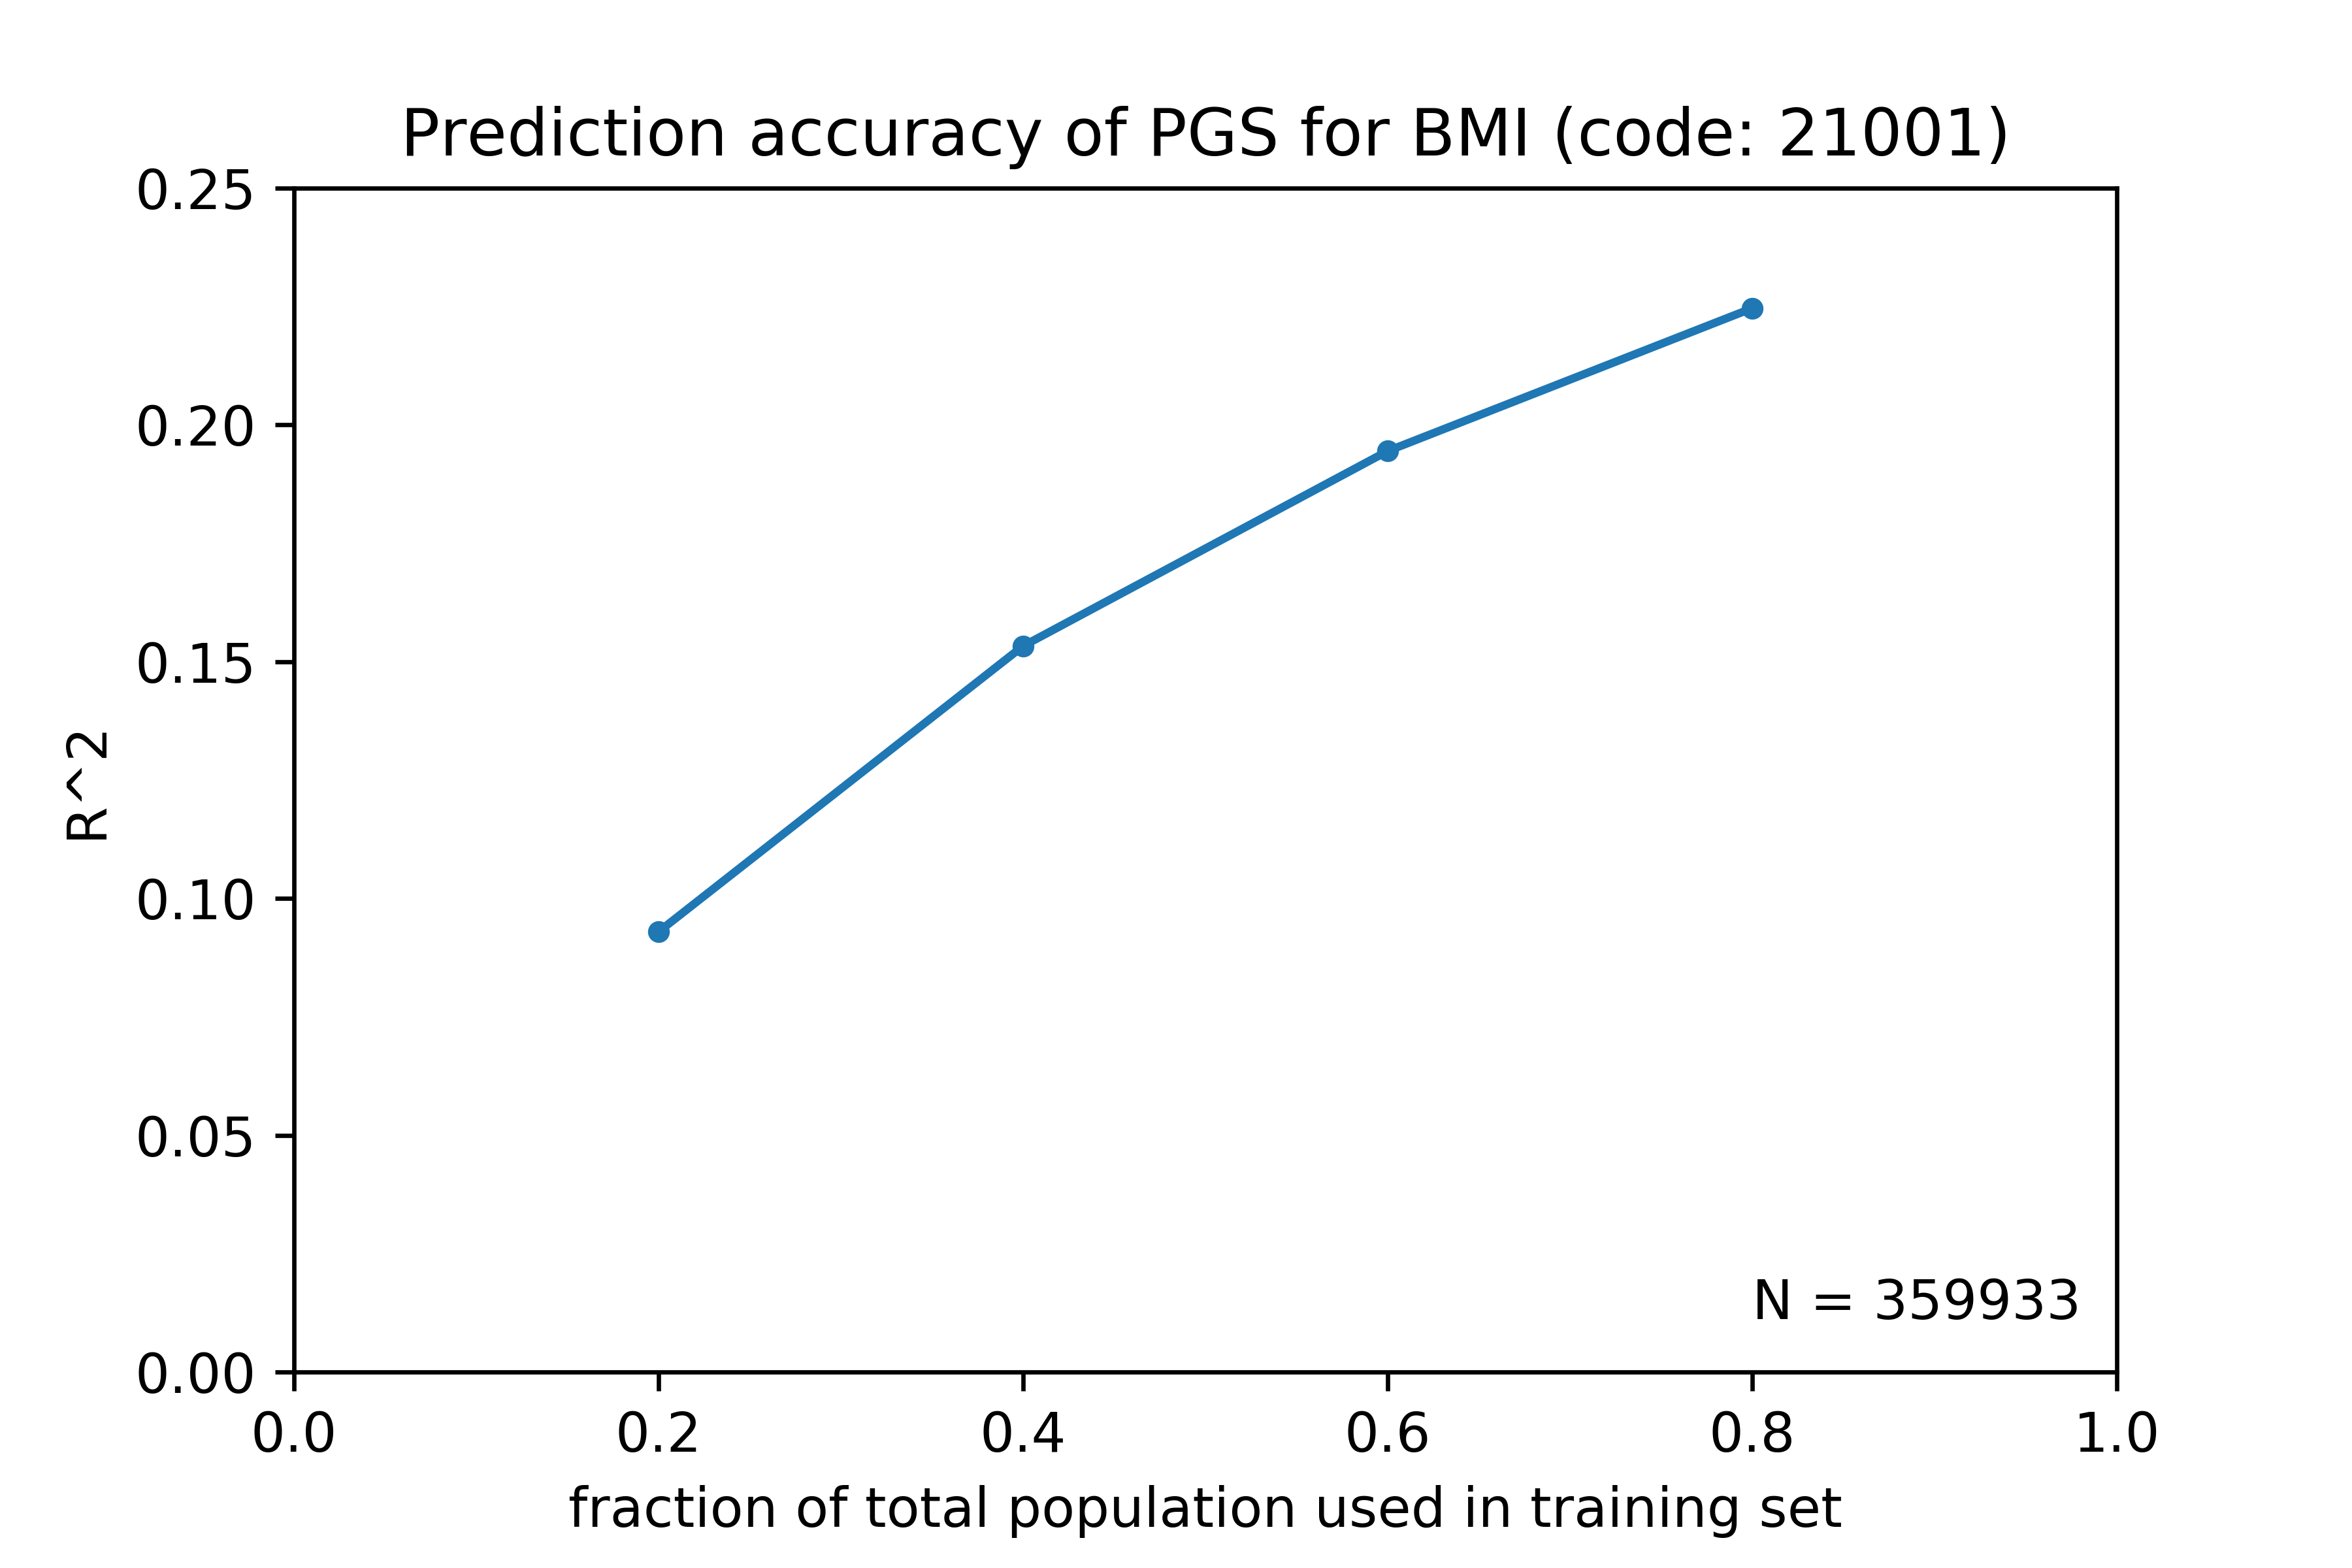 Prediction accuracy of PGS for BMI (code: 21001)
0.25
0.20
0.15
0.10
0.05
0.00
R^2
N = 359933
0.0 0.2 0.4 0.6 0.8 1.0
fraction of total population used in training set